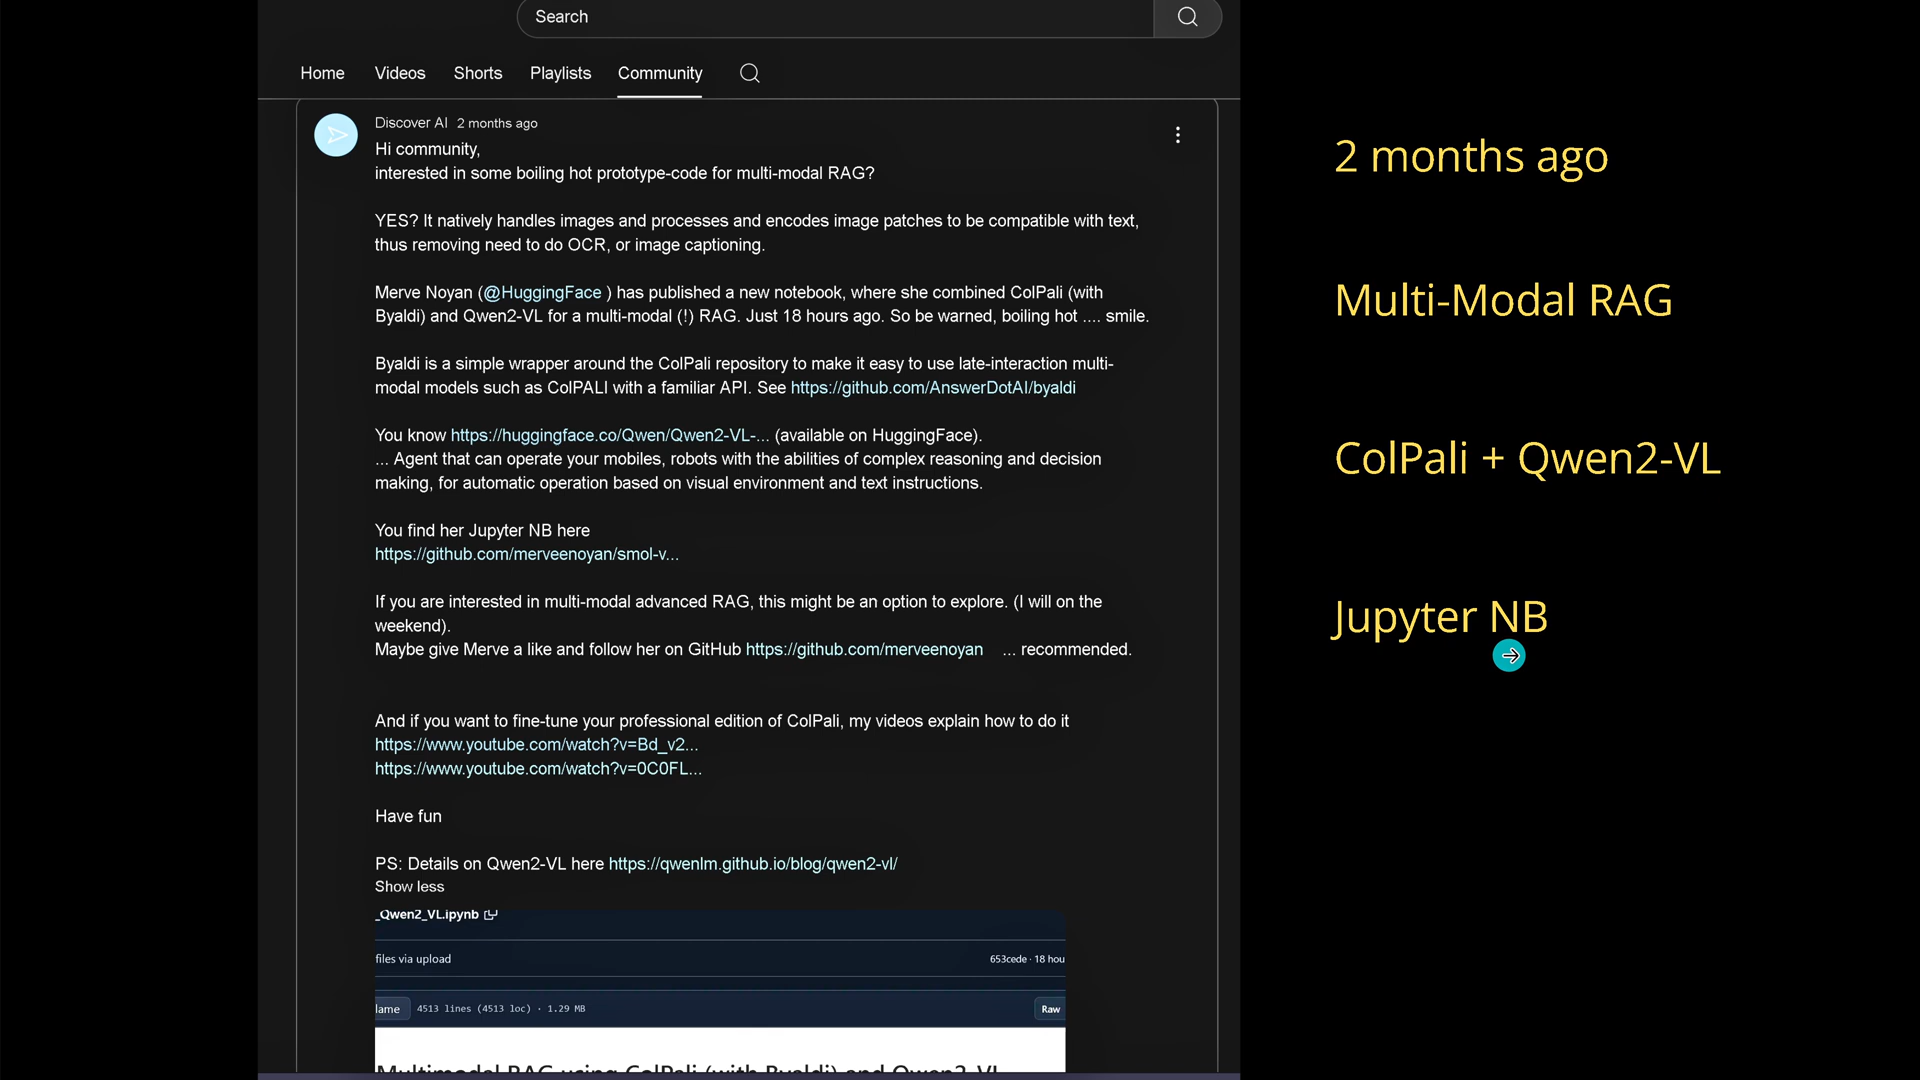 Search
Home Videos Shorts Playlists Community
Discover AI 2 months ago
Hi community,
interested in some boiling hot prototype-code for multi-modal RAG?
YES? It natively handles images and processes and encodes image patches to be compatible with text,
thus removing need to do OCR, or image captioning.
Merve Noyan (@HuggingFace ) has published a new notebook, where she combined ColPali (with
Byaldi) and Qwen2-VL for a multi-modal (!) RAG. Just 18 hours ago. So be warned, boiling hot .... smile.
Byaldi is a simple wrapper around the ColPali repository to make it easy to use late-interaction multi-
modal models such as ColPALI with a familiar API. See https://github.com/AnswerDotAI/byaldi
You know https://huggingface.co/Qwen/Qwen2-VL-... (available on HuggingFace).
... Agent that can operate your mobiles, robots with the abilities of complex reasoning and decision
making, for automatic operation based on visual environment and text instructions.
You find her Jupyter NB here
https://github.com/merveenoyan/smol-v...
If you are interested in multi-modal advanced RAG, this might be an option to explore. (I will on the
weekend).
Maybe give Merve a like and follow her on GitHub https://github.com/merveenoyan ... recommended.
And if you want to fine-tune your professional edition of ColPali, my videos explain how to do it
https://www.youtube.com/watch?v=Bd_v2...
https://www.youtube.com/watch?v=0C0FL...
Have fun
PS: Details on Qwen2-VL here https://qwenlm.github.io/blog/qwen2-vl/
Show less
_Qwen2_VL.ipynb
files via upload 653cede · 18 hou
lame 4513 lines (4513 loc) · 1.29 MB Raw
Multimodal RAG using ColPali (with Byaldi) and Qwen2-VL
2 months ago
Multi-Modal RAG
ColPali + Qwen2-VL
Jupyter NB